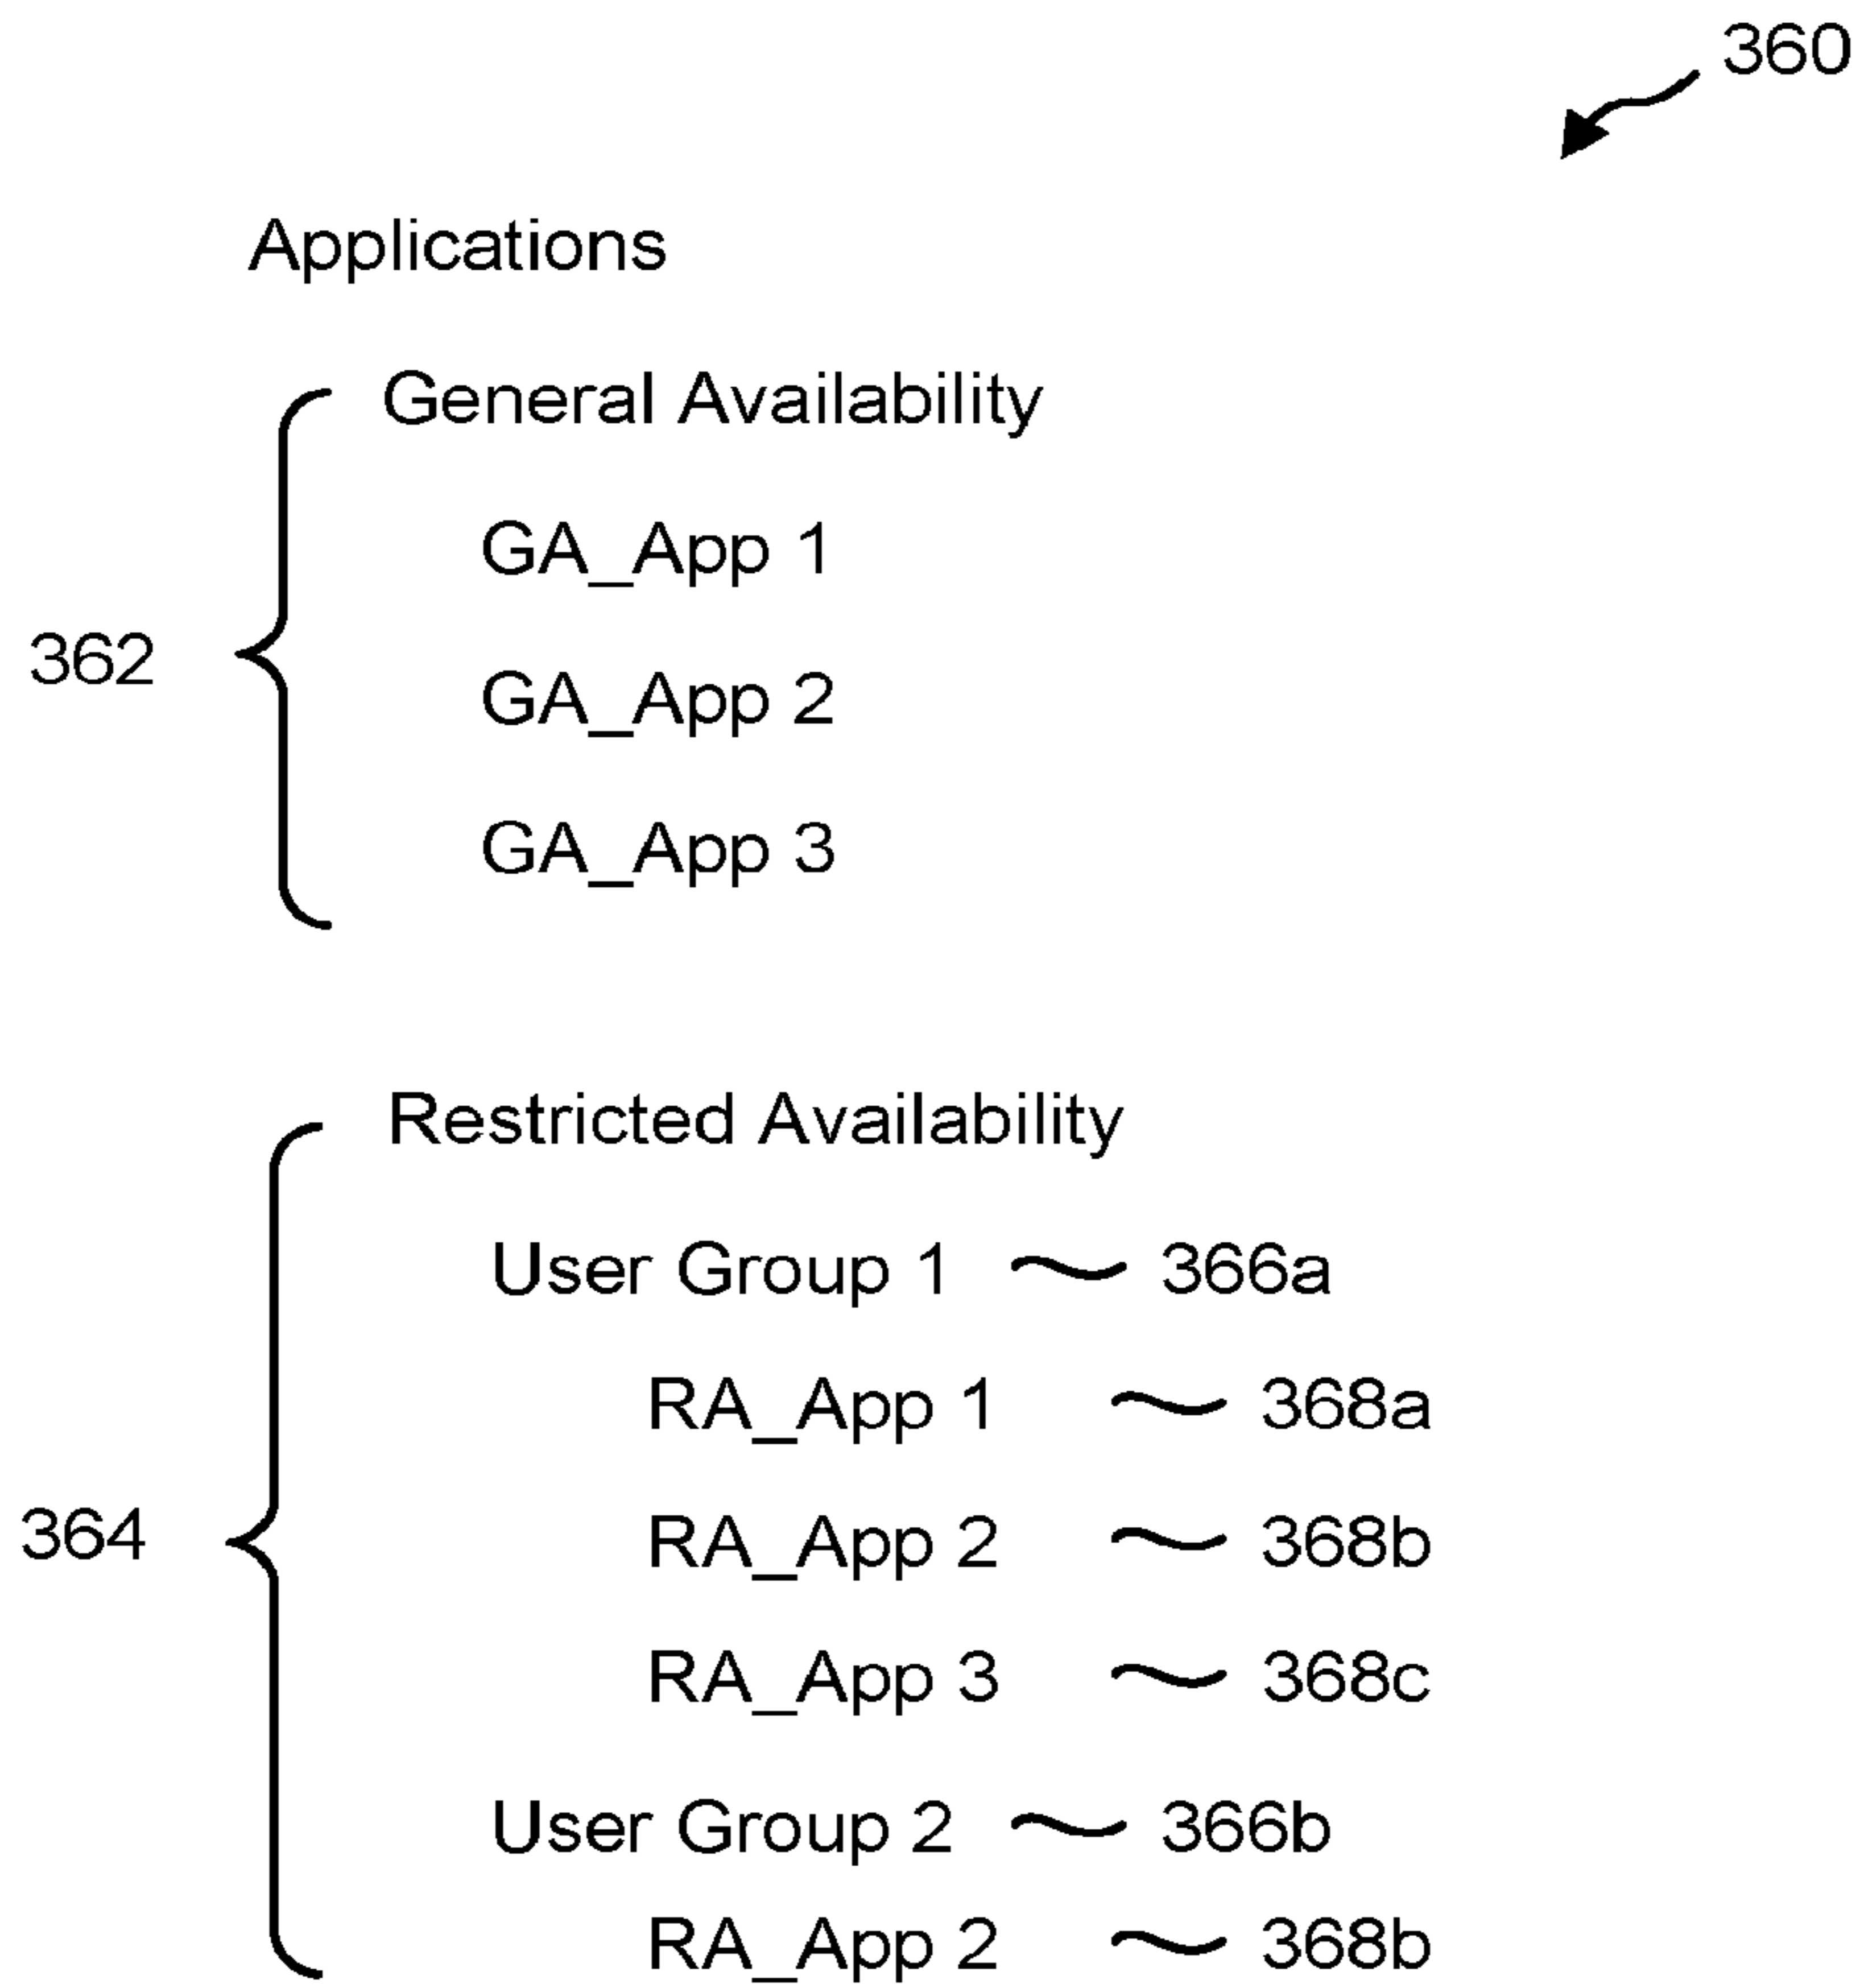 360
Applications
General Availability
GA_App 1
362
GA_App 2
GA_App 3
Restricted Availability
User Group 1 366a
RA_App 1 368a
364
RA_App 2 368b
RA_App 3 368c
User Group 2 366b
RA_App 2 368b